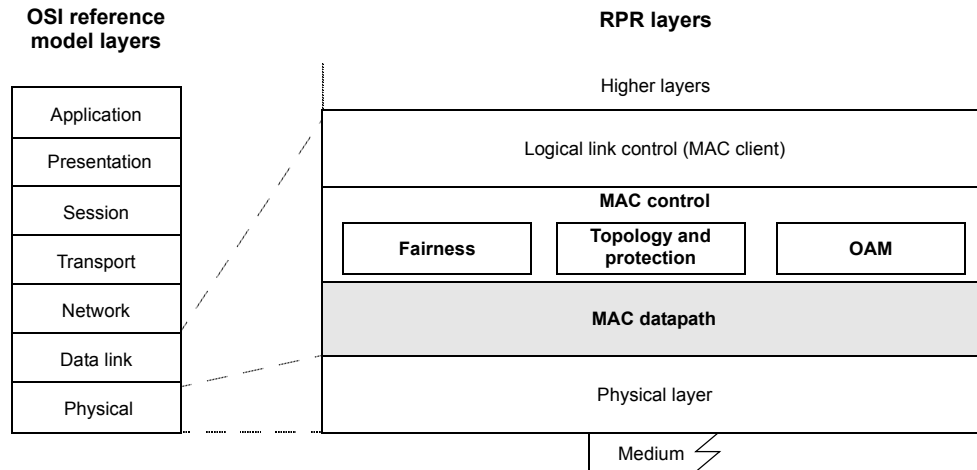 OSI reference
model layers
RPR layers
Application
Presentation
Session
Transport
Network
Data link
Physical
Higher layers
Logical link control (MAC client)
MAC control
Fairness
Topology and
protection
OAM
MAC datapath
Physical layer
Medium